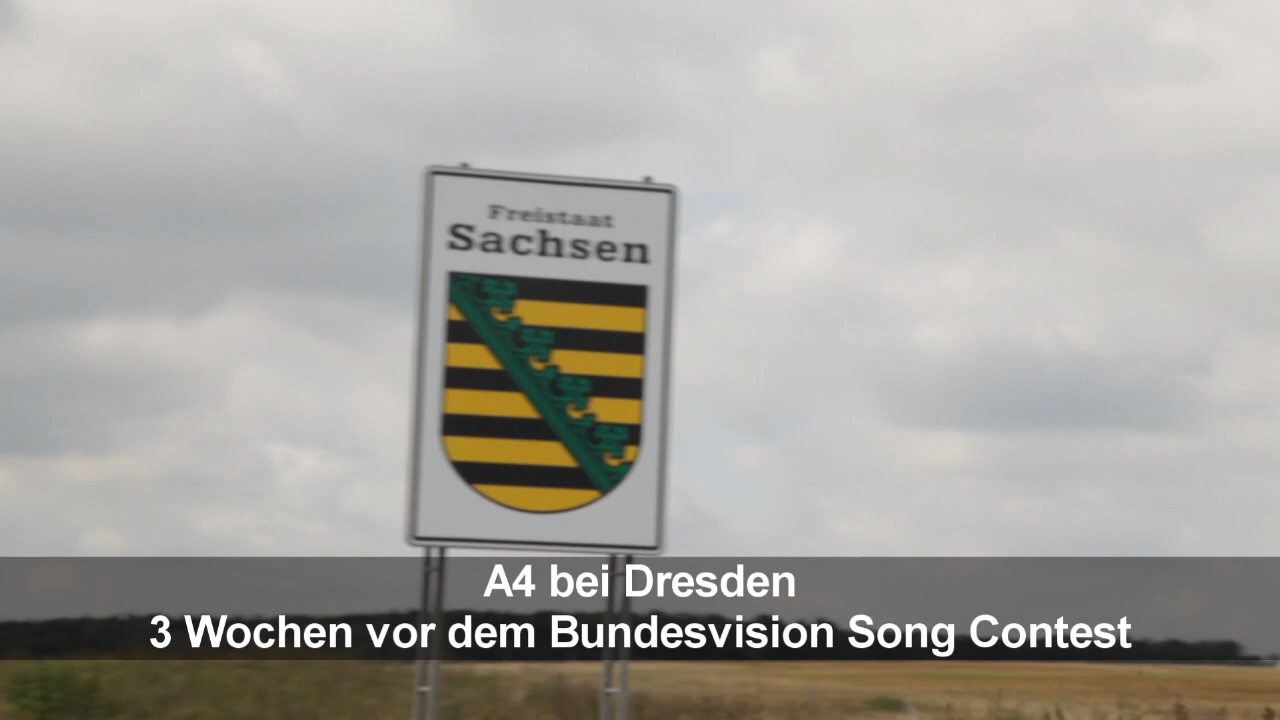 Freistaat
Sachsen
A4 bei Dresden
3 Wochen vor dem Bundesvision Song Contest